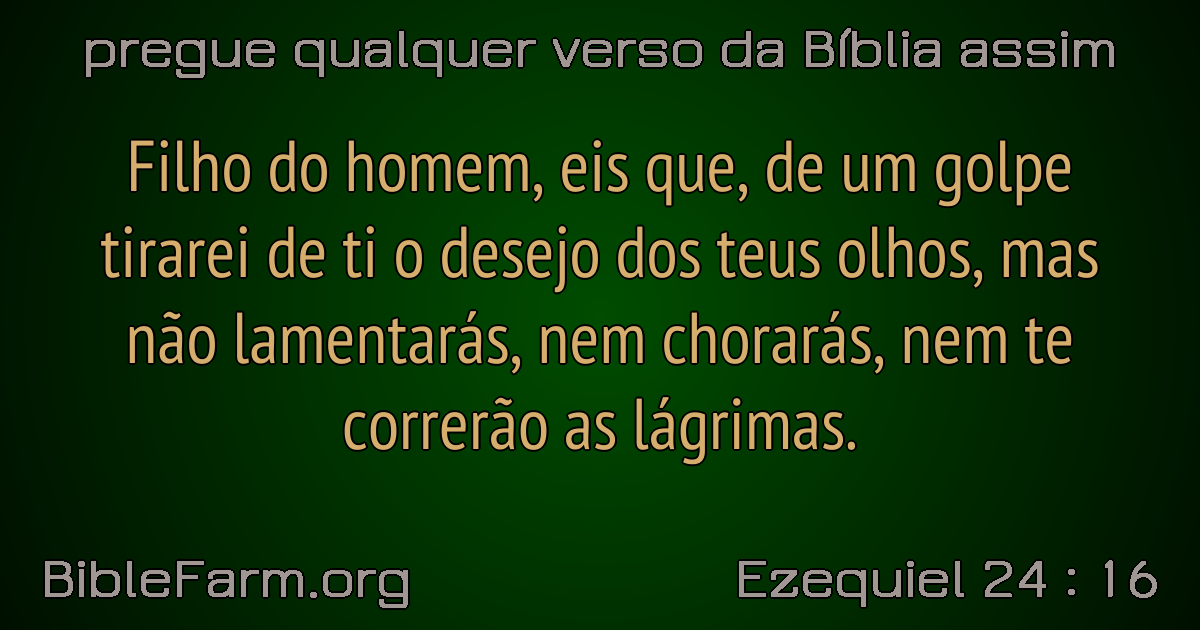 pregue qualquer verso da Bíblia assim
Filho do homem, eis que, de um golpe
tirarei de ti o desejo dos teus olhos, mas
não lamentarás, nem chorarás, nem te
correrão as lágrimas.
BibleFarm.org
Ezequiel 24 : 16